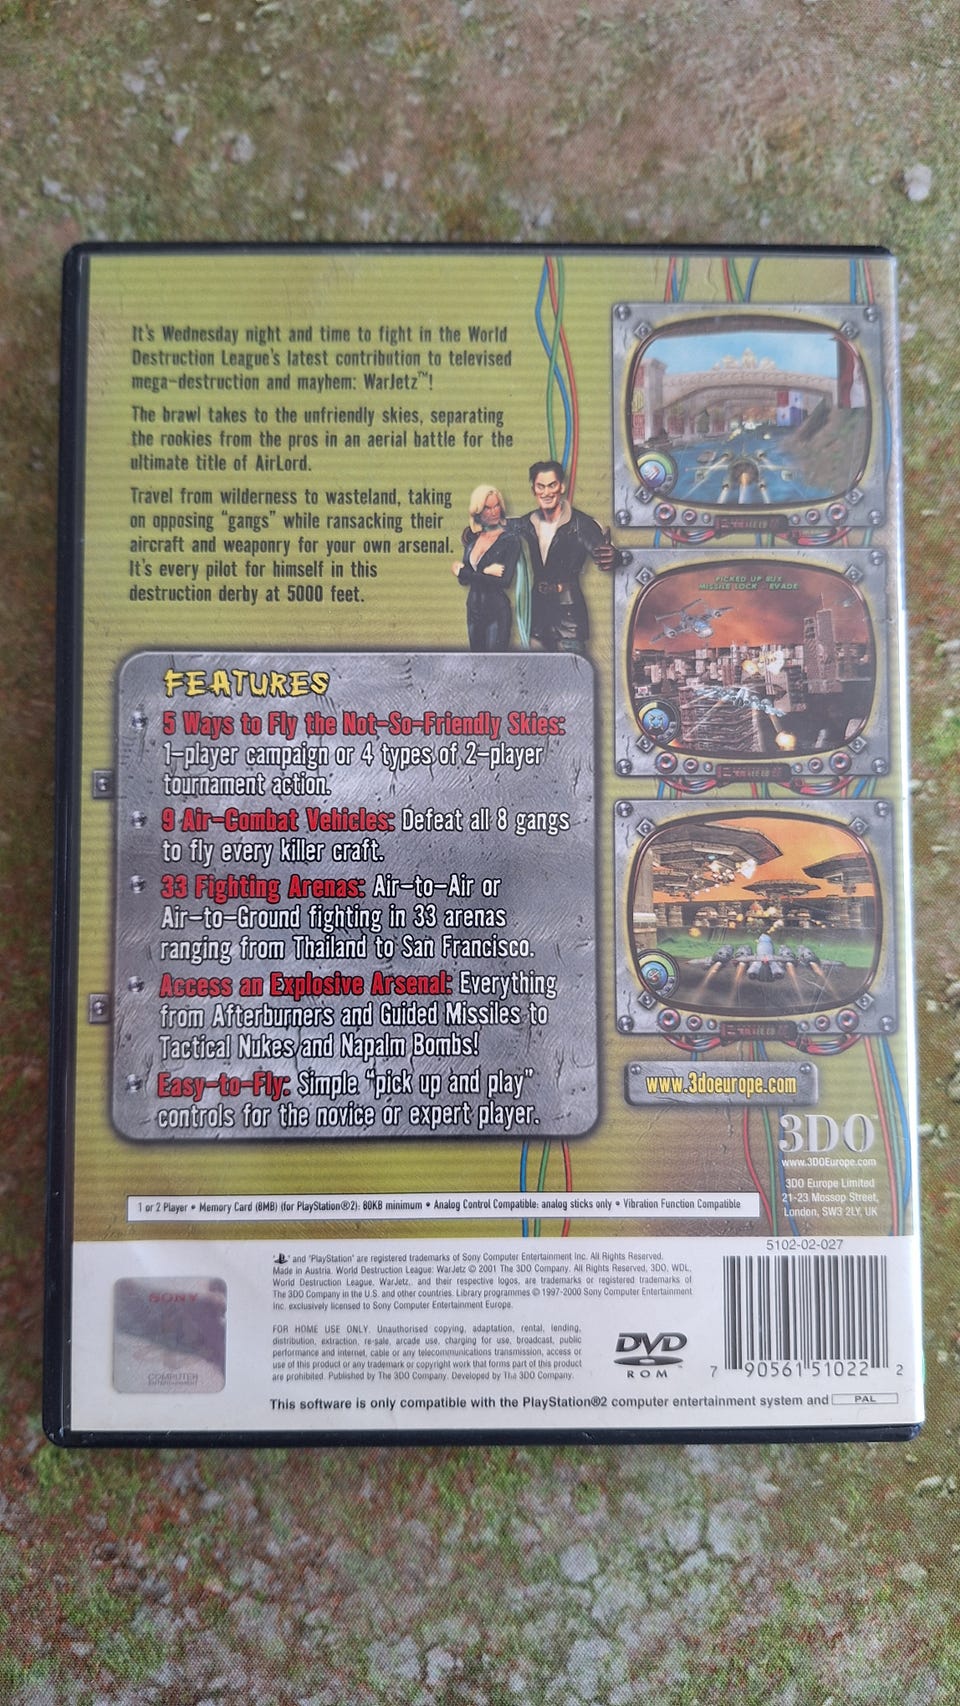 It's Wednesday night and time to fight in the World
Destruction League's latest contribution to televised
mega-destruction and mayhem: WarJetz™!
The brawl takes to the unfriendly skies, separating
the rookies from the pros in an aerial battle for the
ultimate title of AirLord.
Travel from wilderness to wasteland, taking
on opposing “gangs” while ransacking their
aircraft and weaponry for your own arsenal.
It's every pilot for himself in this
destruction derby at 5000 feet.
PICKED UP BUX
MISSILE LOCK - EVADE
FEATURES
5 Ways to Fly the Not-So-Friendly Skies:
1-player campaign or 4 types of 2-player
tournament action.
9 Air-Combat Vehicles: Defeat all 8 gangs
to fly every killer craft.
33 Fighting Arenas: Air-to-Air or
Air-to-Ground fighting in 33 arenas
ranging from Thailand to San Francisco.
Access an Explosive Arsenal: Everything
from Afterburners and Guided Missiles to
Tactical Nukes and Napalm Bombs!
Easy-to-Fly: Simple “pick up and play”
controls for the novice or expert player.
www.3doeurope.com
3DO™
www.3DOEurope.com
3DO Europe Limited
21-23 Mossop Street,
London, SW3 2LY, UK
1 or 2 Player • Memory Card (8MB) (for PlayStation®2): 80KB minimum • Analog Control Compatible: analog sticks only • Vibration Function Compatible
5102-02-027
" " and "PlayStation" are registered trademarks of Sony Computer Entertainment Inc. All Rights Reserved.
Made in Austria. World Destruction League: WarJetz © 2001 The 3DO Company. All Rights Reserved, 3DO, WDL,
World Destruction League, WarJetz, and their respective logos, are trademarks or registered trademarks of
The 3DO Company in the U.S. and other countries. Library programmes © 1997-2000 Sony Computer Entertainment
Inc. exclusively licensed to Sony Computer Entertainment Europe.
FOR HOME USE ONLY. Unauthorised copying, adaptation, rental, lending,
distribution, extraction, re-sale, arcade use, charging for use, broadcast, public
performance and internet, cable or any telecommunications transmission, access or
use of this product or any trademark or copyright work that forms part of this product
are prohibited. Published by The 3DO Company. Developed by The 3DO Company.
SONY
COMPUTER
ENTERTAINMENT
DVD
ROM
7 90561 51022 2
This software is only compatible with the PlayStation®2 computer entertainment system and PAL